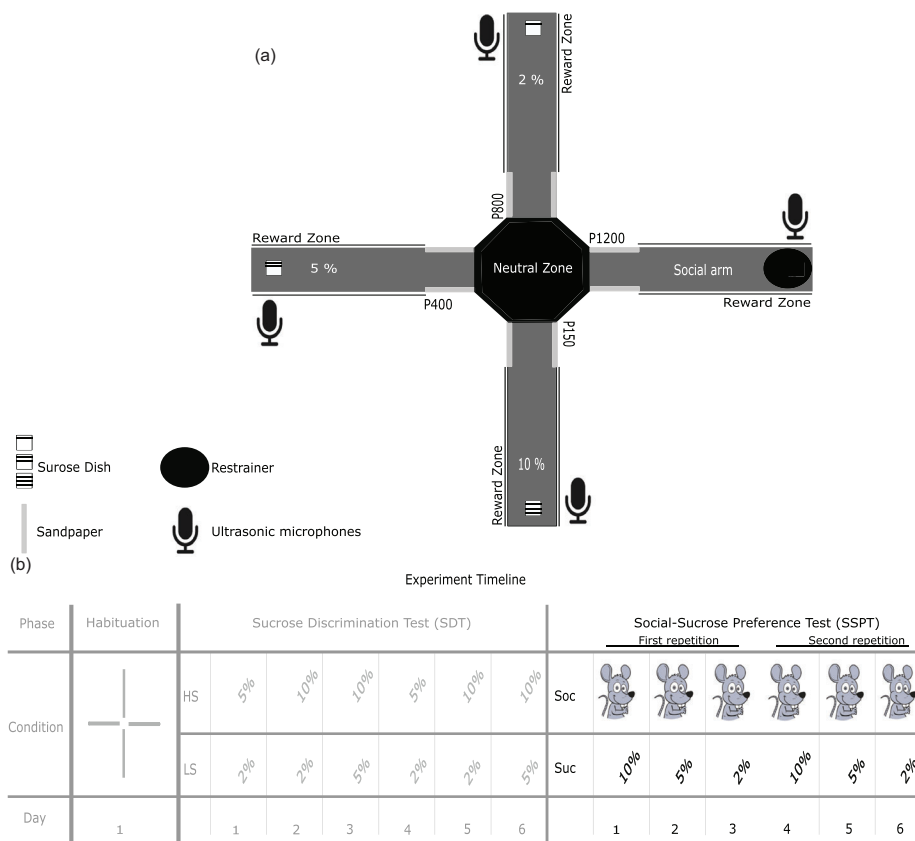 (a)
2 %
Reward Zone
P800
P1200
Reward Zone
5 %
Neutral Zone
Social arm
Reward Zone
P400
P150
Reward Zone
10 %
Surose Dish
Restrainer
Sandpaper
Ultrasonic microphones
(b)
Experiment Timeline
Phase Habituation Sucrose Discrimination Test (SDT) Social-Sucrose Preference Test (SSPT)
First repetition Second repetition
Condition
HS 5% 10% 10% 5% 10% 10% Soc
LS 2% 2% 5% 2% 2% 5% Suc 10% 5% 2% 10% 5% 2%
Day 1 1 2 3 4 5 6 1 2 3 4 5 6